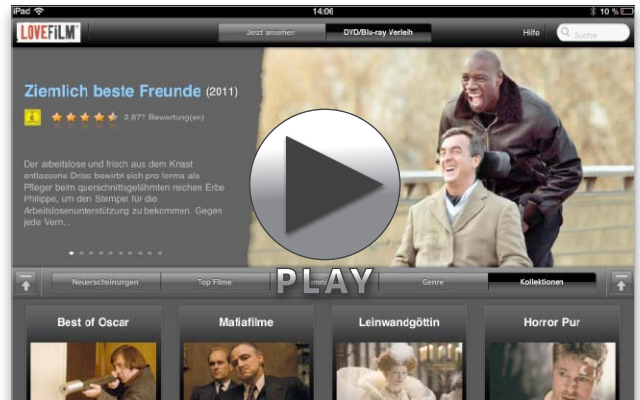 iPad
14:06
10 %
LOVEFiLM
Jetzt ansehen
DVD/Blu-ray Verleih
Hilfe
Suche
Ziemlich beste Freunde (2011)
2,877 Bewertung(en)
Der arbeitslose und frisch aus dem Knast
entlassene Driss bewirbt sich pro forma als
Pfleger beim querschnittsgelähmten reichen Erbe
Philippe, um den Stempel für die
Arbeitslosenunterstützung zu bekommen. Gegen
jede Vern...
PLAY
Neuerscheinungen
Top Filme
Genre
Kollektionen
Best of Oscar
Mafiafilme
Leinwandgöttin
Horror Pur